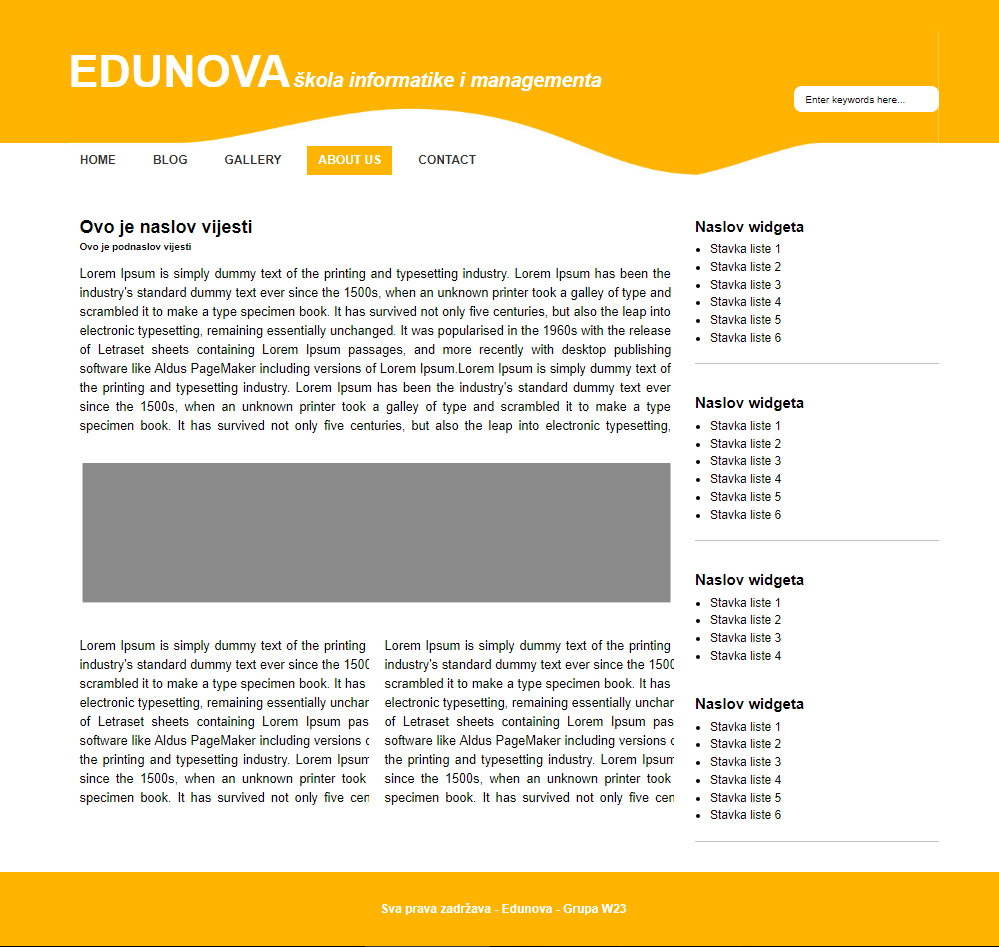 EDUNOVA škola informatike i managementa
Enter keywords here...
HOME BLOG GALLERY ABOUT US CONTACT
Ovo je naslov vijesti
Ovo je podnaslov vijesti
Lorem Ipsum is simply dummy text of the printing and typesetting industry. Lorem Ipsum has been the
industry's standard dummy text ever since the 1500s, when an unknown printer took a galley of type and
scrambled it to make a type specimen book. It has survived not only five centuries, but also the leap into
electronic typesetting, remaining essentially unchanged. It was popularised in the 1960s with the release
of Letraset sheets containing Lorem Ipsum passages, and more recently with desktop publishing
software like Aldus PageMaker including versions of Lorem Ipsum.Lorem Ipsum is simply dummy text of
the printing and typesetting industry. Lorem Ipsum has been the industry's standard dummy text ever
since the 1500s, when an unknown printer took a galley of type and scrambled it to make a type
specimen book. It has survived not only five centuries, but also the leap into electronic typesetting,
Lorem Ipsum is simply dummy text of the printing
industry's standard dummy text ever since the 150
scrambled it to make a type specimen book. It has
electronic typesetting, remaining essentially unchar
of Letraset sheets containing Lorem Ipsum pas
software like Aldus PageMaker including versions
the printing and typesetting industry. Lorem Ipsum
since the 1500s, when an unknown printer took
specimen book. It has survived not only five cen
Lorem Ipsum is simply dummy text of the printing
industry's standard dummy text ever since the 150
scrambled it to make a type specimen book. It has
electronic typesetting, remaining essentially unchar
of Letraset sheets containing Lorem Ipsum pas
software like Aldus PageMaker including versions
the printing and typesetting industry. Lorem Ipsum
since the 1500s, when an unknown printer took
specimen book. It has survived not only five cen
Naslov widgeta
Stavka liste 1
Stavka liste 2
Stavka liste 3
Stavka liste 4
Stavka liste 5
Stavka liste 6
Naslov widgeta
Stavka liste 1
Stavka liste 2
Stavka liste 3
Stavka liste 4
Stavka liste 5
Stavka liste 6
Naslov widgeta
Stavka liste 1
Stavka liste 2
Stavka liste 3
Stavka liste 4
Naslov widgeta
Stavka liste 1
Stavka liste 2
Stavka liste 3
Stavka liste 4
Stavka liste 5
Stavka liste 6
Sva prava zadržava - Edunova - Grupa W23